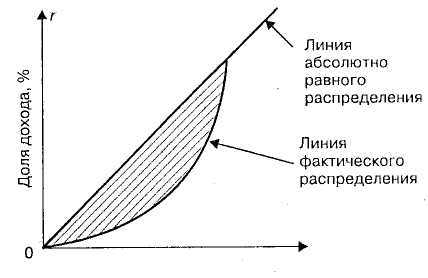 r
Доля дохода, %
Линия
абсолютно
равного
распределения
Линия
фактического
распределения
0